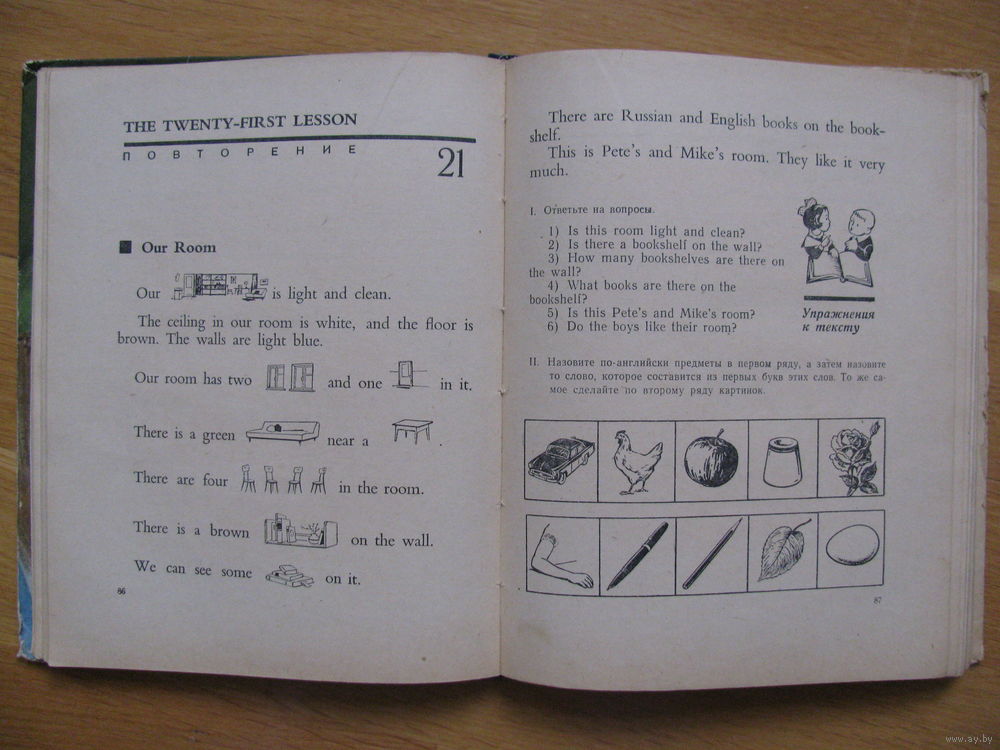 THE TWENTY-FIRST LESSON
ПОВТОРЕНИЕ
21
Our Room
Our is light and clean.
The ceiling in our room is white, and the floor is
brown. The walls are light blue.
Our room has two and one in it.
There is a green near a .
There are four in the room.
There is a brown on the wall.
We can see some on it.
86
There are Russian and English books on the book-
shelf.
This is Pete's and Mike's room. They like it very
much.
I. Ответьте на вопросы.
1) Is this room light and clean?
2) Is there a bookshelf on the wall?
3) How many bookshelves are there on
the wall?
4) What books are there on the
bookshelf?
5) Is this Pete's and Mike's room?
6) Do the boys like their room?
Упражнения
к тексту
II. Назовите по-английски предметы в первом ряду, а затем назовите
то слово, которое составится из первых букв этих слов. То же са-
мое сделайте по второму ряду картинок.
87
www.ay.by